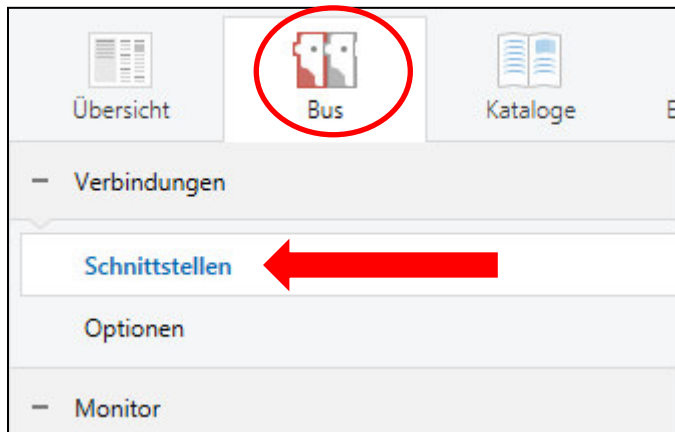 Übersicht Bus Kataloge E
Verbindungen
Schnittstellen
Optionen
Monitor